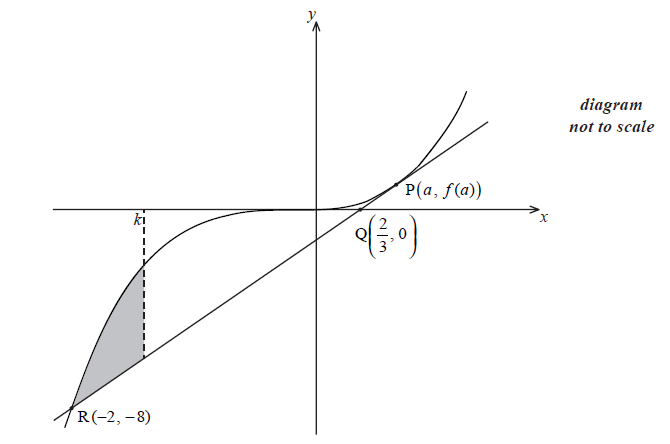 y
diagram
not to scale
P(a, f(a))
k
x
Q(2/3, 0)
R(−2, −8)